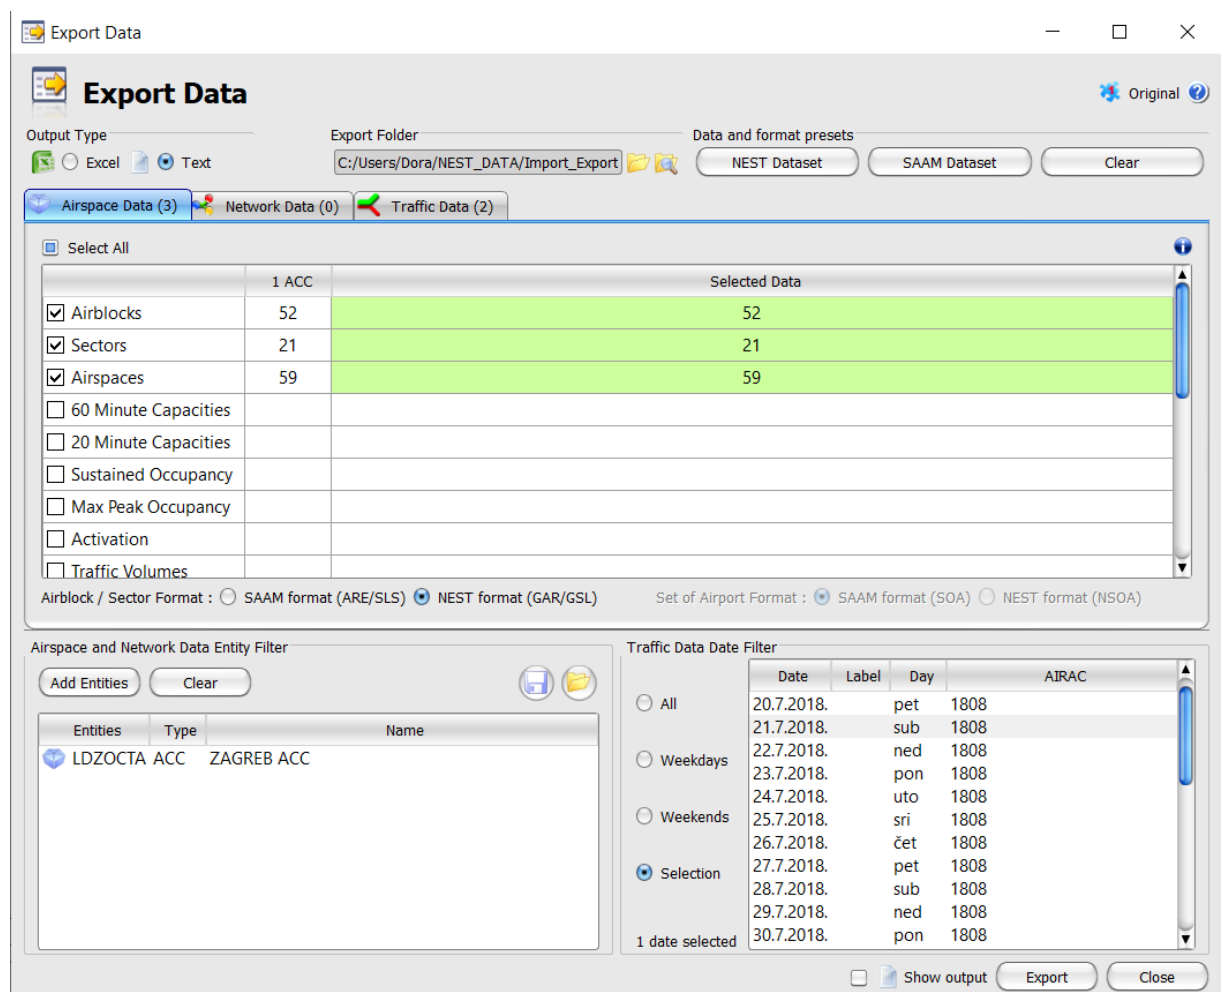 Export Data
Export Data
Original
Output Type
Export Folder
Data and format presets
Excel
Text
C:/Users/Dora/NEST_DATA/Import_Export
NEST Dataset
SAAM Dataset
Clear
Airspace Data (3)
Network Data (0)
Traffic Data (2)
Select All
1 ACC Selected Data
Airblocks 52 52
Sectors 21 21
Airspaces 59 59
60 Minute Capacities
20 Minute Capacities
Sustained Occupancy
Max Peak Occupancy
Activation
Traffic Volumes
Airblock / Sector Format : SAAM format (ARE/SLS) NEST format (GAR/GSL) Set of Airport Format : SAAM format (SOA) NEST format (NSOA)
Airspace and Network Data Entity Filter
Add Entities
Clear
Entities Type Name
LDZOCTA ACC ZAGREB ACC
Traffic Data Date Filter
All
Weekdays
Weekends
Selection
1 date selected
Date Label Day AIRAC
20.7.2018. pet 1808
21.7.2018. sub 1808
22.7.2018. ned 1808
23.7.2018. pon 1808
24.7.2018. uto 1808
25.7.2018. sri 1808
26.7.2018. čet 1808
27.7.2018. pet 1808
28.7.2018. sub 1808
29.7.2018. ned 1808
30.7.2018. pon 1808
Show output
Export
Close